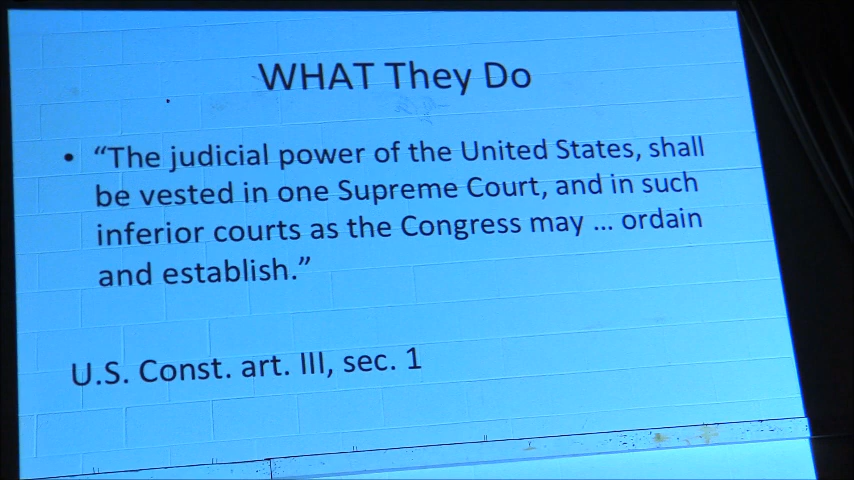 WHAT They Do
• “The judicial power of the United States, shall
be vested in one Supreme Court, and in such
inferior courts as the Congress may ... ordain
and establish.”
U.S. Const. art. III, sec. 1